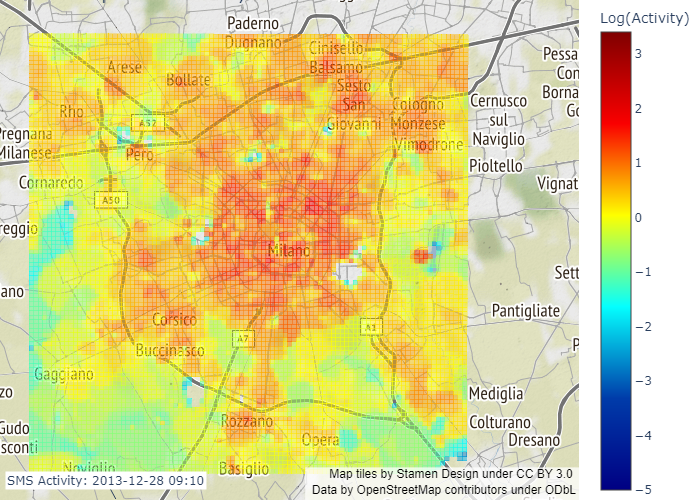 Log(Activity)
3
2
1
0
−1
−2
−3
−4
−5
Paderno
Dugnano
Cinisello
Balsamo
Sesto
San
Giovanni
Arese
Bollate
Rho
A52
Pero
Cologno
Monzese
Vimodrone
Cernusco
sul
Naviglio
Pioltello
Pessa
Con
Borna
Go
Vignat
Pregnana
Milanese
Cornaredo
A50
reggio
Milano
Sett
ano
Pantigliate
P
Corsico
Buccinasco
A7
A1
Gaggiano
zo
Gudo
sconti
Rozzano
Opera
Mediglia
Colturano
Dresano
Noviglio
Basiglio
SMS Activity: 2013-12-28 09:10
Map tiles by Stamen Design under CC BY 3.0
Data by OpenStreetMap contributors under ODbL